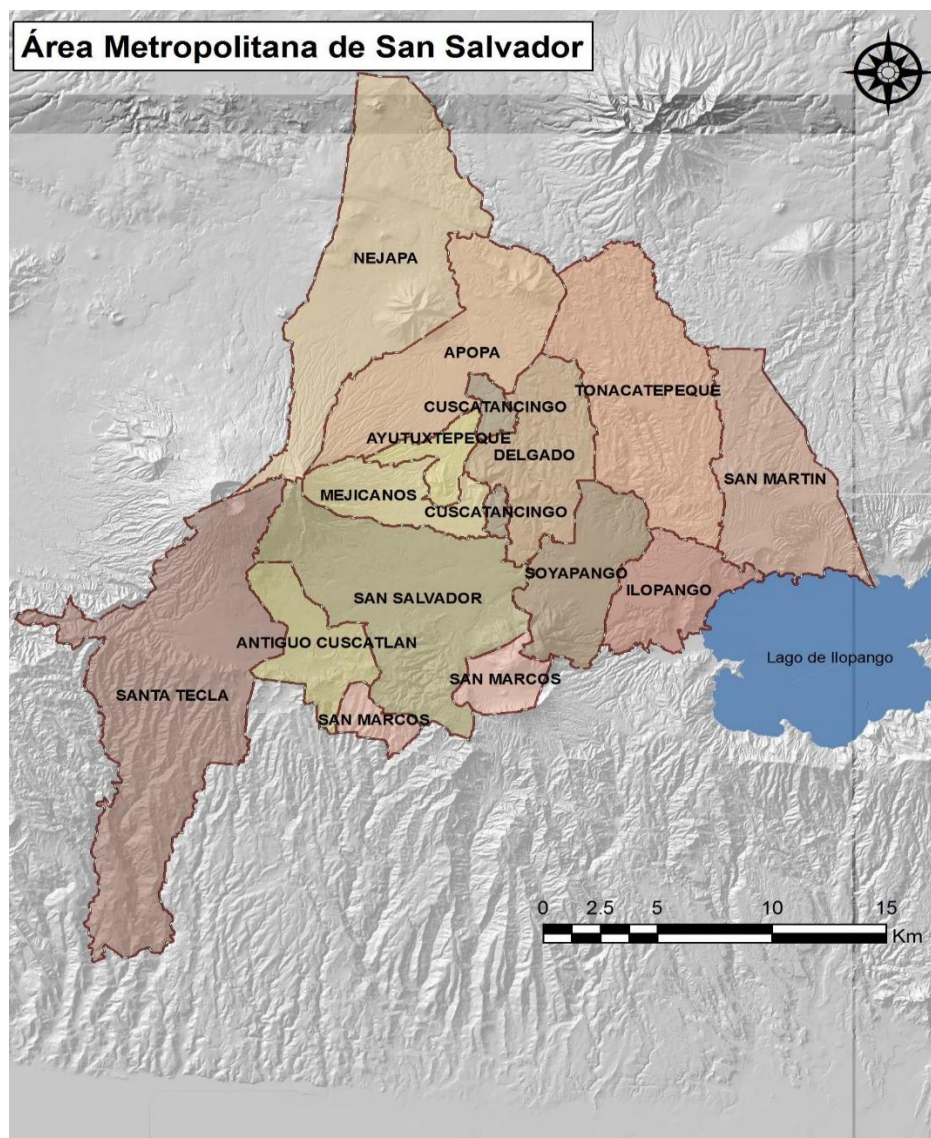 Área Metropolitana de San Salvador
NEJAPA
APOPA
TONACATEPEQUE
CUSCATANCINGO
AYUTUXTEPEQUE
DELGADO
SAN MARTIN
MEJICANOS
CUSCATANCINGO
SOYAPANGO
ILOPANGO
SAN SALVADOR
ANTIGUO CUSCATLAN
Lago de Ilopango
SAN MARCOS
SANTA TECLA
SAN MARCOS
0 2.5 5 10 15
Km